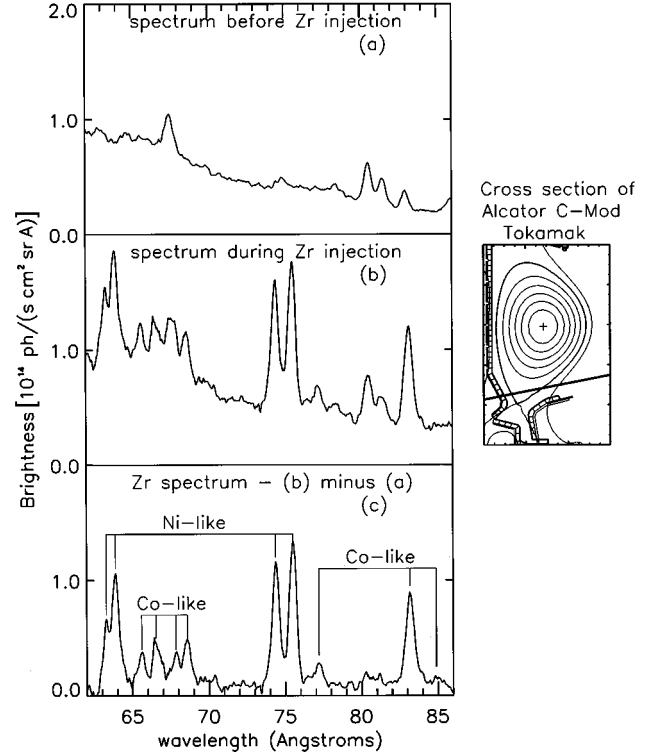 2.0
spectrum before Zr injection
(a)
1.0
0.0
spectrum during Zr injection
(b)
1.0
0.0
Zr spectrum – (b) minus (a)
(c)
Ni–like
Co–like
1.0
Co–like
0.0
65 70 75 80 85
wavelength (Angstroms)
Brightness [10¹⁴ ph/(s cm² sr A)]
Cross section of
Alcator C–Mod
Tokamak